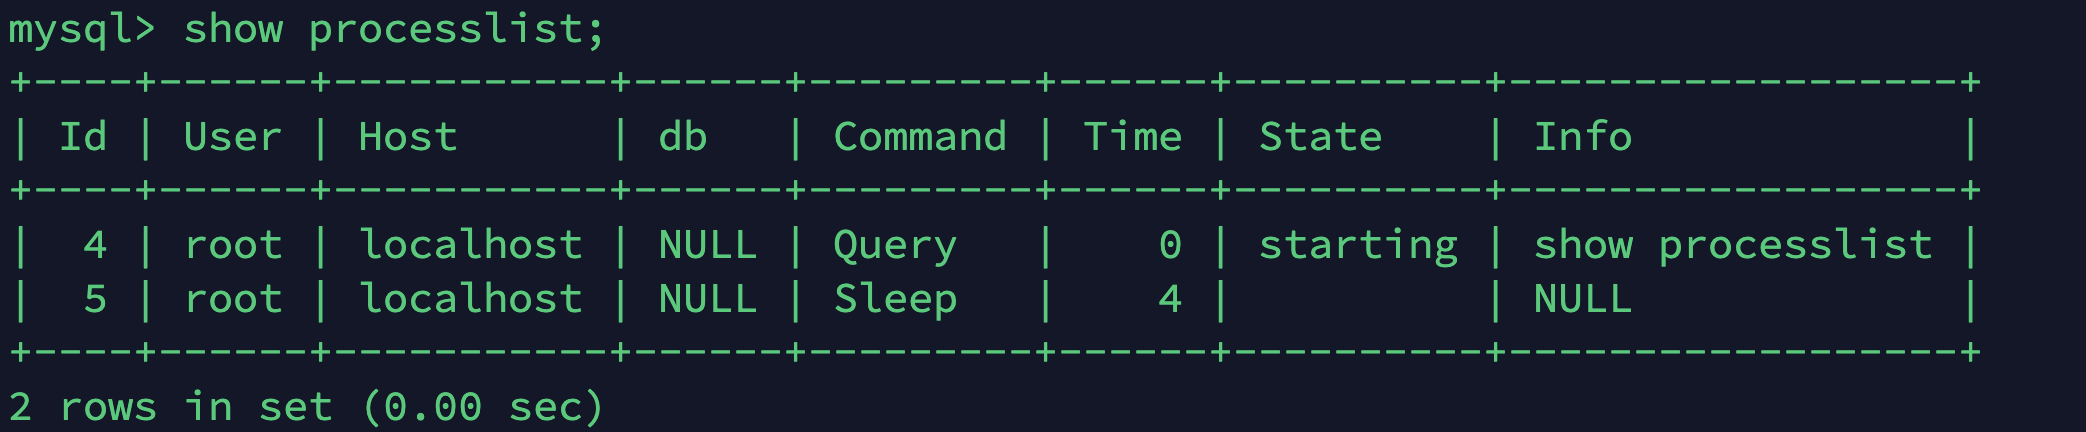 mysql> show processlist;
+----+------+-----------+------+---------+------+----------+------------------+
| Id | User | Host      | db   | Command | Time | State    | Info             |
+----+------+-----------+------+---------+------+----------+------------------+
|  4 | root | localhost | NULL | Query   |    0 | starting | show processlist |
|  5 | root | localhost | NULL | Sleep   |    4 |          | NULL             |
+----+------+-----------+------+---------+------+----------+------------------+
2 rows in set (0.00 sec)